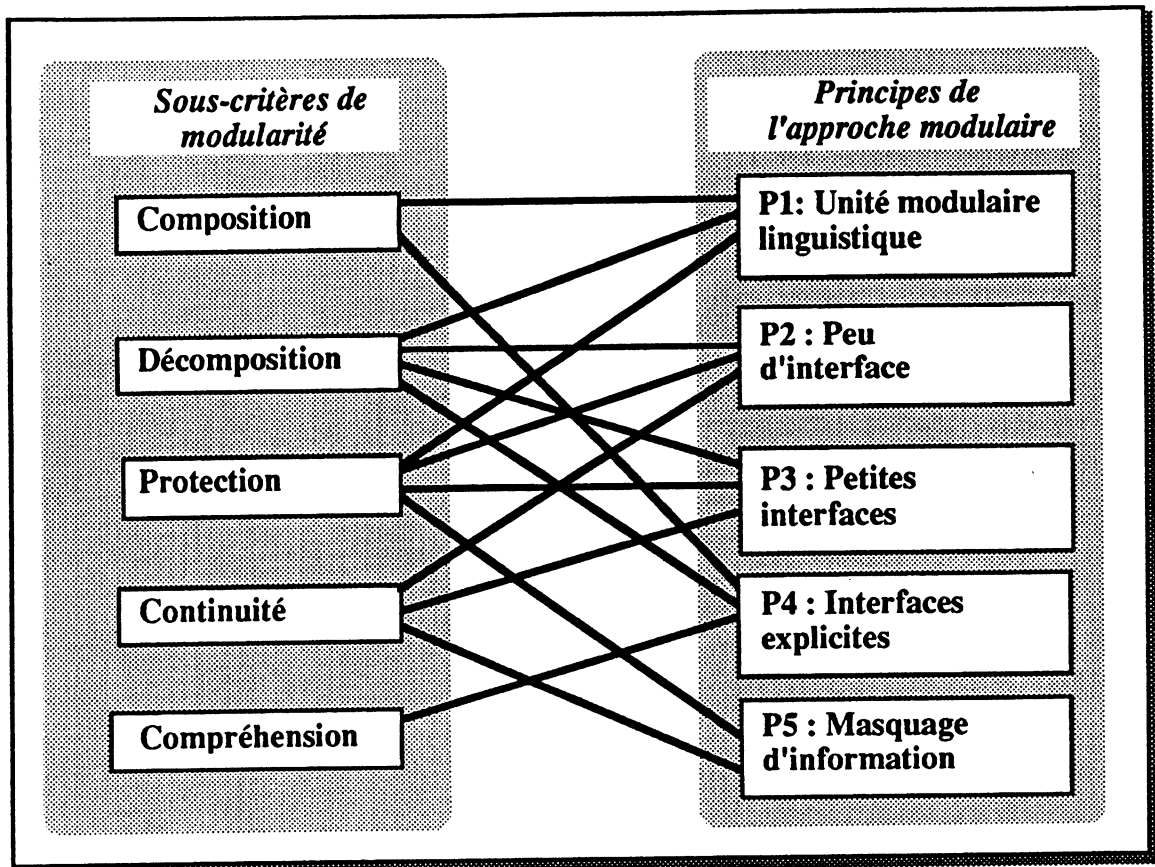 Sous-critères de
modularité
Composition
Décomposition
Protection
Continuité
Compréhension
Principes de
l'approche modulaire
P1: Unité modulaire
linguistique
P2 : Peu
d'interface
P3 : Petites
interfaces
P4 : Interfaces
explicites
P5 : Masquage
d'information